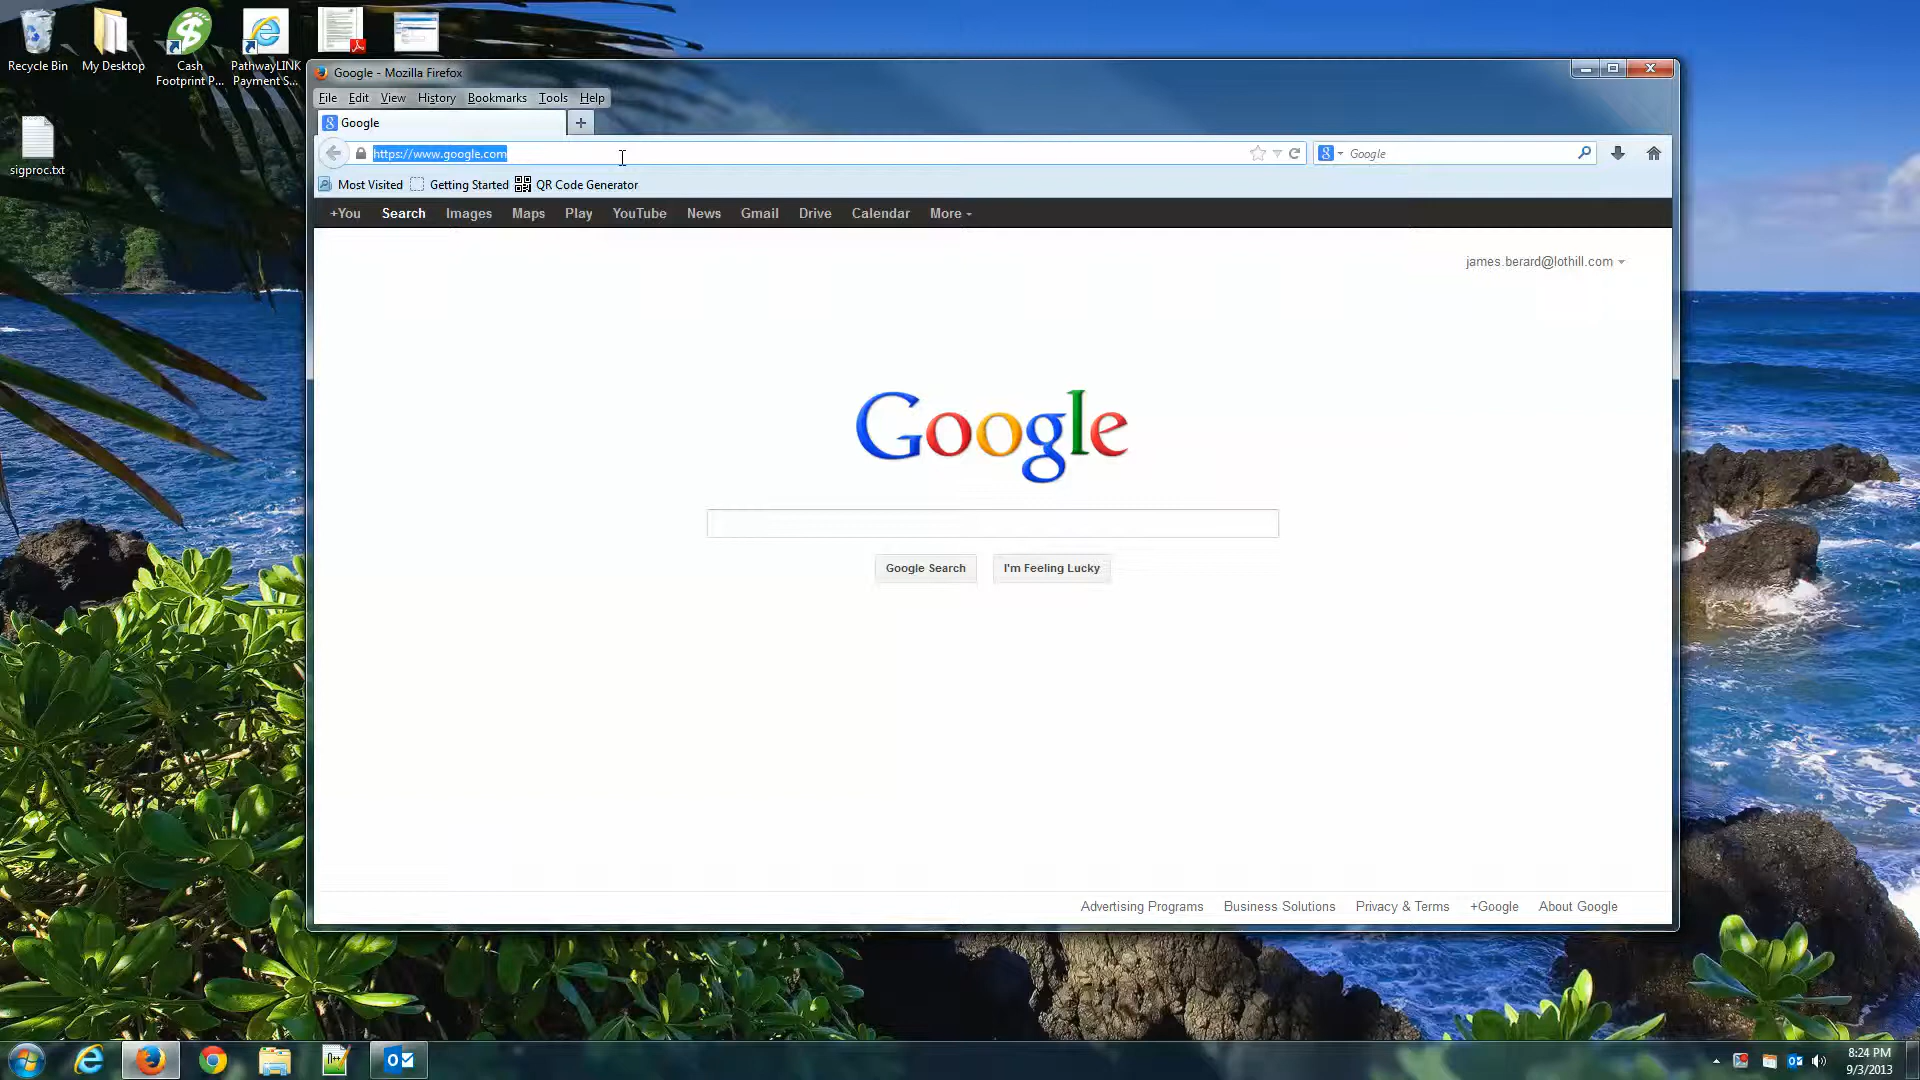 Recycle Bin
My Desktop
Cash
Footprint P...
PathwayLINK
Payment S...
sigproc.txt
Google - Mozilla Firefox
File Edit View History Bookmarks Tools Help
Google
https://www.google.com
Google
Most Visited Getting Started QR Code Generator
+You Search Images Maps Play YouTube News Gmail Drive Calendar More
james.berard@lothill.com
Google
Google Search I'm Feeling Lucky
Advertising Programs Business Solutions Privacy & Terms +Google About Google
8:24 PM
9/3/2013